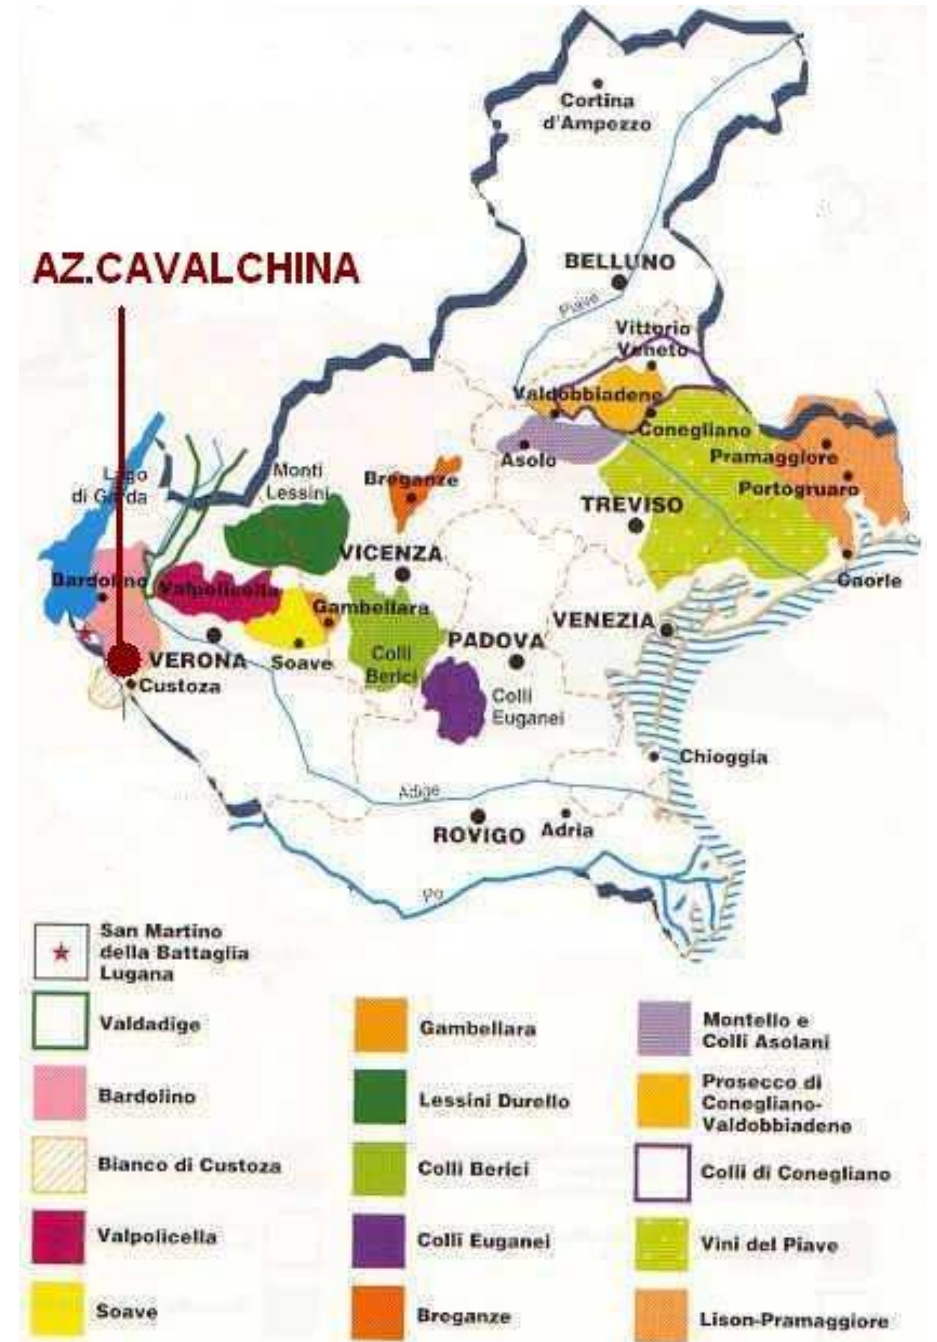 Cortina
d'Ampezzo
AZ.CAVALCHINA
BELLUNO
Piave
Vittorio
Veneto
Valdobbiadene
Conegliano
Asolo
Pramaggiore
Portogruaro
Lago
di Garda
Monti
Lessini
Breganze
TREVISO
VICENZA
Caorle
Bardolino
Valpolicella
Gambellara
VENEZIA
PADOVA
VERONA
Soave
Colli
Berici
Custoza
Colli
Euganei
Chioggia
Adige
ROVIGO
Adria
Po
San Martino
della Battaglia
Lugana
Valdadige
Bardolino
Bianco di Custoza
Valpolicella
Soave
Gambellara
Lessini Durello
Colli Berici
Colli Euganei
Breganze
Montello e
Colli Asolani
Prosecco di
Conegliano-
Valdobbiadene
Colli di Conegliano
Vini del Piave
Lison-Pramaggiore